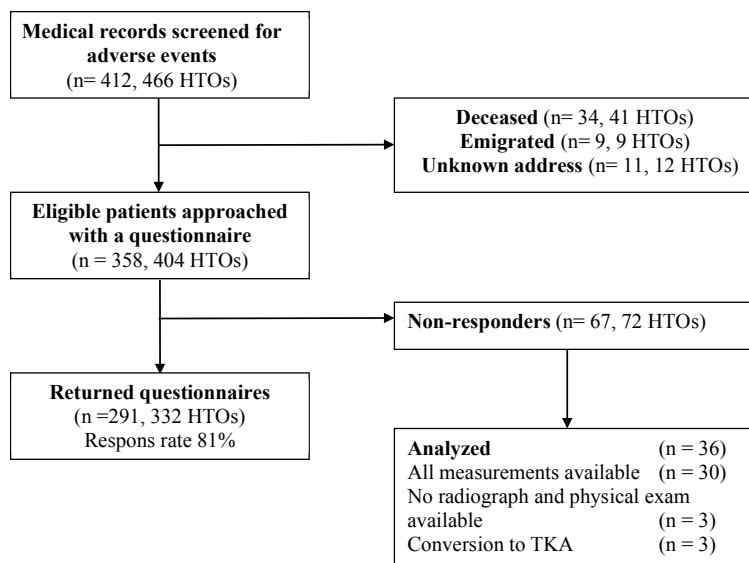 Medical records screened for
adverse events
(n= 412, 466 HTOs)
Deceased (n= 34, 41 HTOs)
Emigrated (n= 9, 9 HTOs)
Unknown address (n= 11, 12 HTOs)
Eligible patients approached
with a questionnaire
(n = 358, 404 HTOs)
Non-responders (n= 67, 72 HTOs)
Returned questionnaires
(n =291, 332 HTOs)
Respons rate 81%
Analyzed (n = 36)
All measurements available (n = 30)
No radiograph and physical exam
available (n = 3)
Conversion to TKA (n = 3)